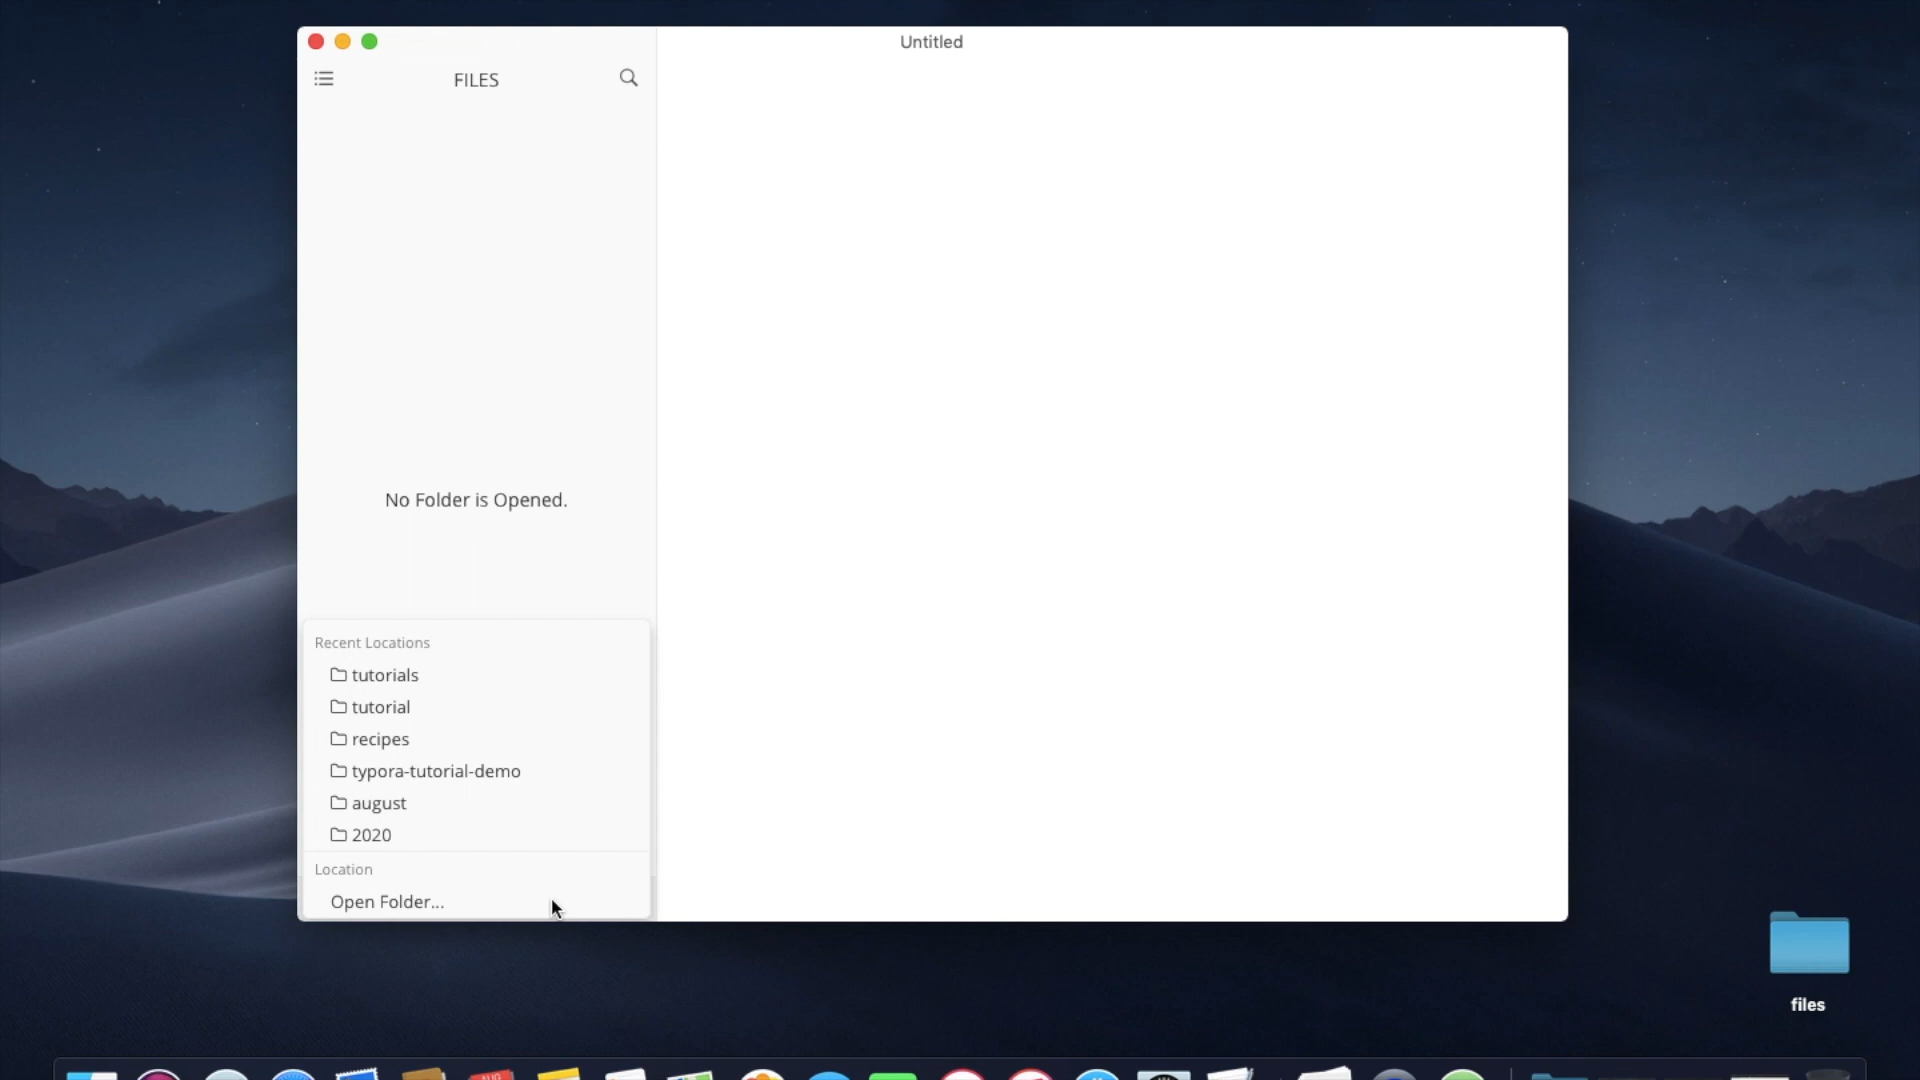 Untitled
FILES
No Folder is Opened.
Recent Locations
tutorials
tutorial
recipes
typora-tutorial-demo
august
2020
Location
Open Folder...
files
AUG